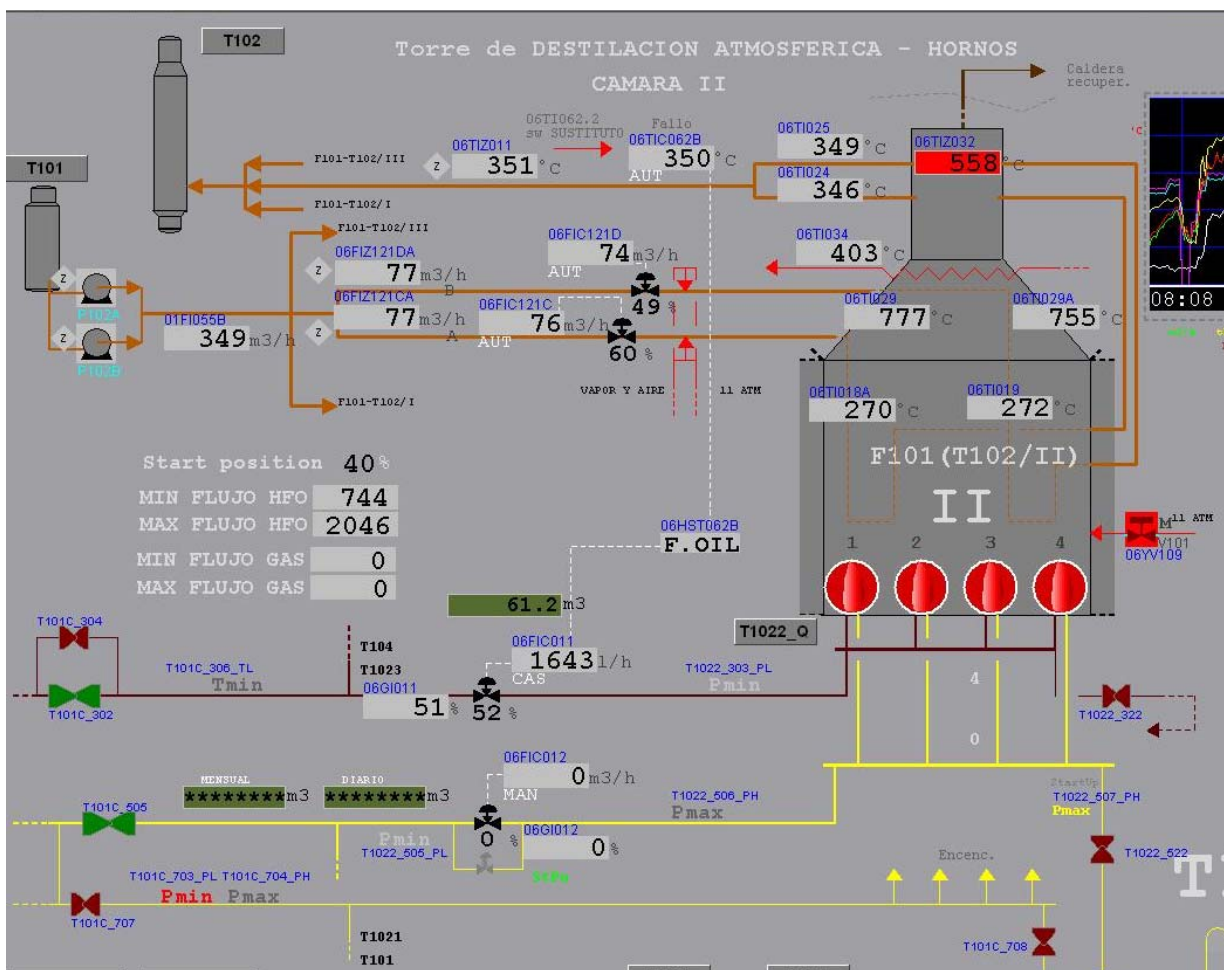 T102
Torre de DESTILACION ATMOSFERICA - HORNOS
CAMARA II
Caldera
recuper.
06TI062.2
sw SUSTITUTO
Fallo
06TIZ011
351 °C
06TIC062B
350 °C
AUT
06TI025
349 °C
06TIZ032
558 °C
06TI024
346 °C
°C
T101
F101-T102/III
Z
F101-T102/I
F101-T102/III
06FIZ121DA
Z
77 m3/h
B
06FIC121D
74 m3/h
AUT
49 %
06TI034
403 °C
Z
P102A
01FI055B
349 m3/h
Z
P102B
06FIZ121CA
Z
77 m3/h
A
06FIC121C
76 m3/h
AUT
60 %
06TI029
777 °C
06TI029A
755 °C
08:08
VAPOR Y AIRE
11 ATM
F101-T102/I
06TI018A
270 °C
06TI019
272 °C
F101(T102/II)
II
Start position 40 %
MIN FLUJO HFO 744
MAX FLUJO HFO 2046
MIN FLUJO GAS 0
MAX FLUJO GAS 0
06HST062B
F.OIL
M
11 ATM
V101
06YV109
1 2 3 4
61.2 m3
T1022_Q
T101C_304
T104
T1023
06FIC011
1643 l/h
CAS
T101C_306_TL
Tmin
T101C_302
06GI011
51 %
52 %
T1022_303_PL
Pmin
4
0
T1022_322
06FIC012
0 m3/h
MAN
MENSUAL
******** m3
DIARIO
******** m3
T101C_505
T1022_506_PH
Pmax
StartUp
T1022_507_PH
Pmax
Pmin
T1022_505_PL
0 %
06GI012
0 %
T1022_522
Encenc.
T101C_703_PL T101C_704_PH
Pmin Pmax
T101C_707
T1021
T101
T101C_708